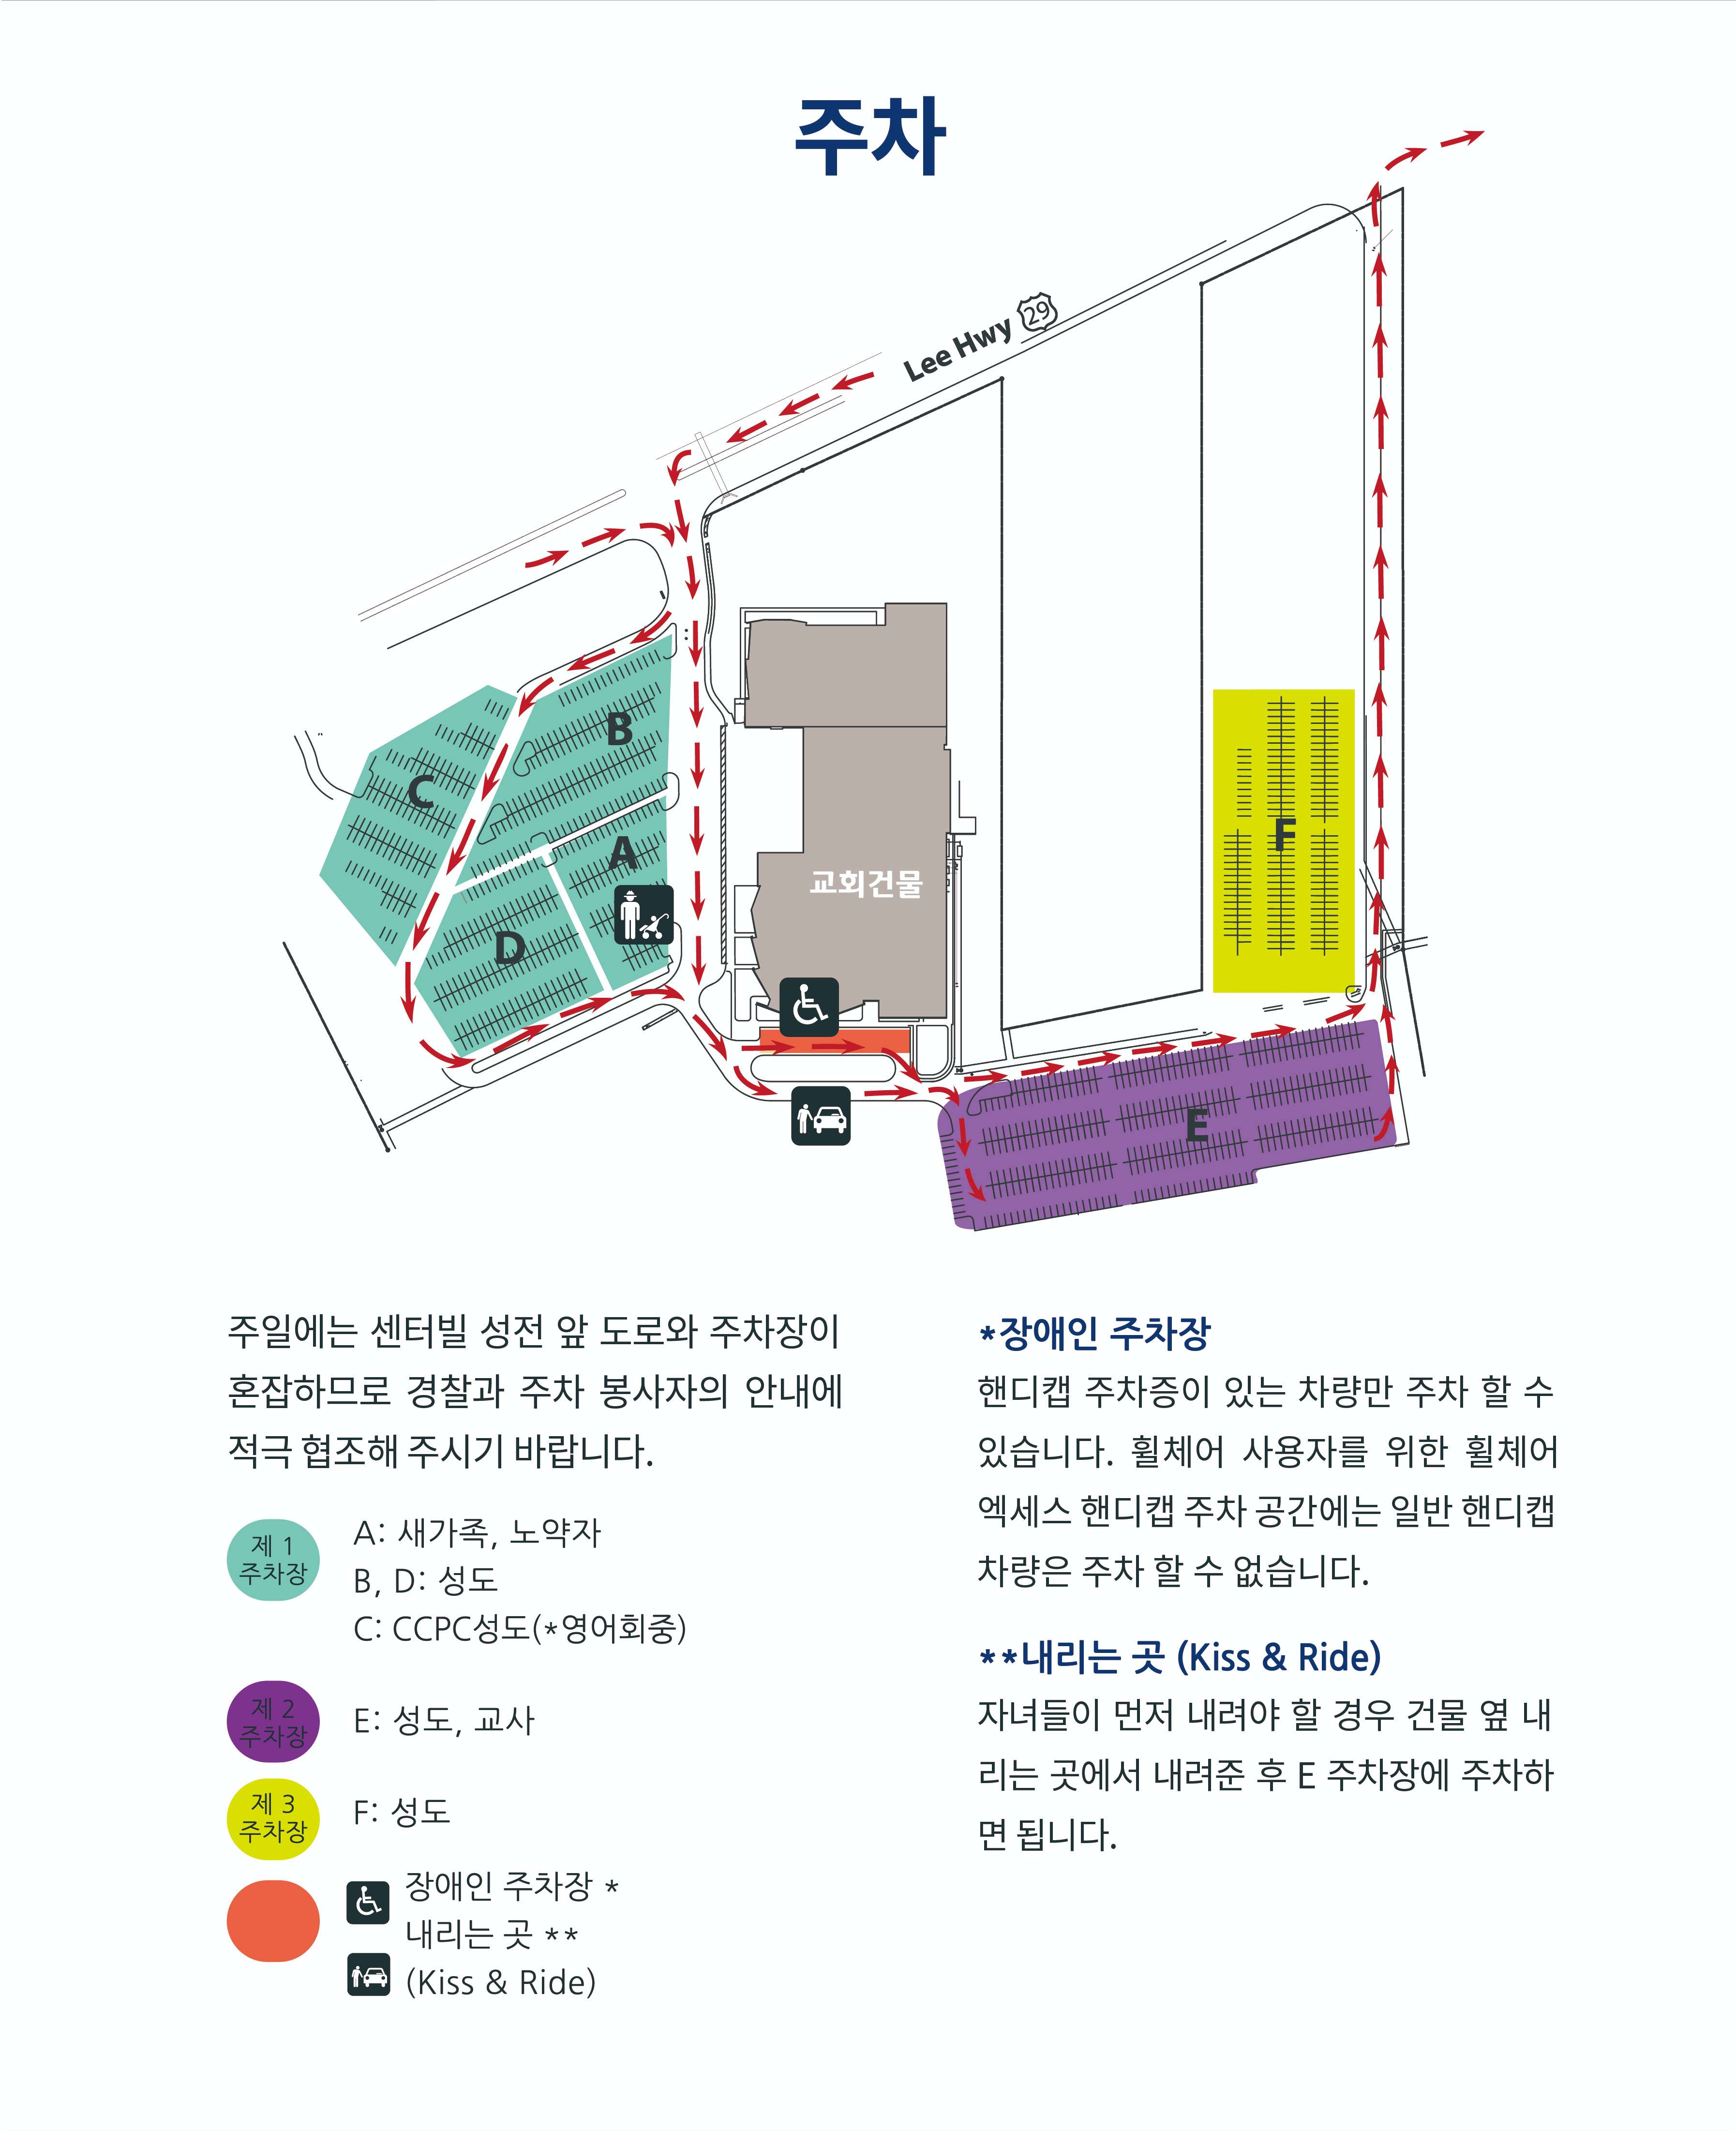 주차
Lee Hwy 29
B
C
A
F
교회건물
D
E
주일에는 센터빌 성전 앞 도로와 주차장이
혼잡하므로 경찰과 주차 봉사자의 안내에
적극 협조해 주시기 바랍니다.
제 1
주차장
A: 새가족, 노약자
B, D: 성도
C: CCPC성도(*영어회중)
제 2
주차장
E: 성도, 교사
제 3
주차장
F: 성도
장애인 주차장 *
내리는 곳 **
(Kiss & Ride)
*장애인 주차장
핸디캡 주차증이 있는 차량만 주차 할 수
있습니다. 휠체어 사용자를 위한 휠체어
엑세스 핸디캡 주차 공간에는 일반 핸디캡
차량은 주차 할 수 없습니다.
**내리는 곳 (Kiss & Ride)
자녀들이 먼저 내려야 할 경우 건물 옆 내
리는 곳에서 내려준 후 E 주차장에 주차하
면 됩니다.